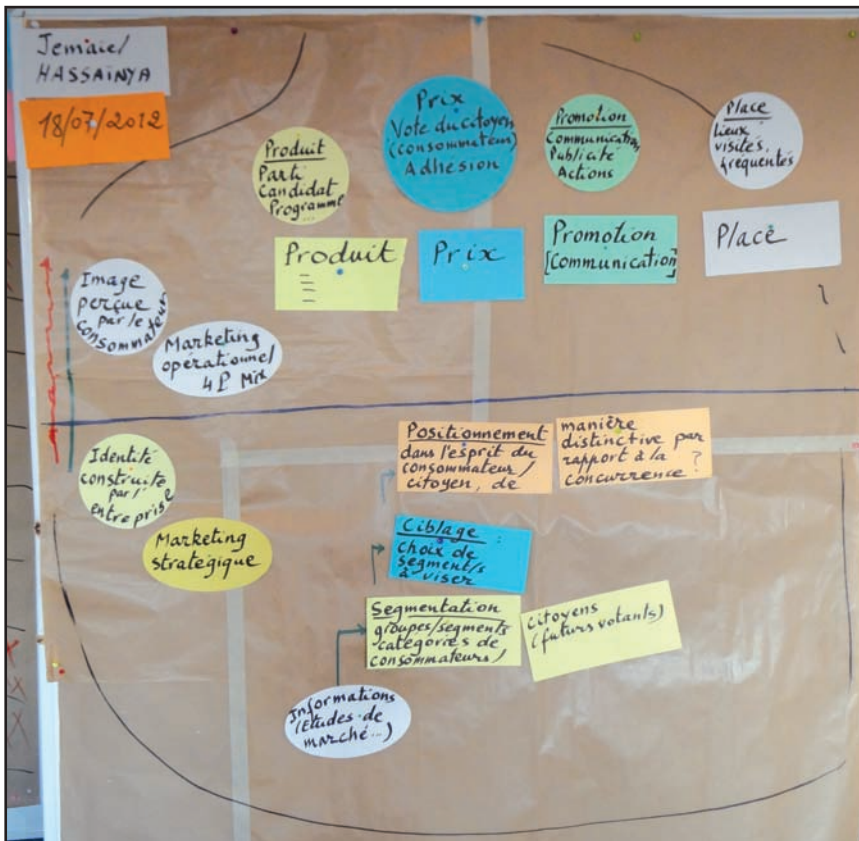 Jemaiel
HASSAÏNYA
18/07/2012
Produit
Parti
Candidat
Programme
...
Prix
Vote du citoyen
(consommateur)
Adhésion
Promotion
Communication
Publicité
Actions
Place
Lieux
visités,
fréquentés
Produit
Prix
Promotion
[Communication]
Place
Image
perçue
par le
consommateur
Marketing
opérationnel
4P Mix
Identité
construite
par l'
entreprise
Marketing
stratégique
Positionnement
dans l'esprit du
consommateur/
citoyen, de
manière
distinctive par
rapport à la
concurrence ?
Ciblage :
choix de
segment/s
à viser
Segmentation
groupes/segments
catégories de
consommateurs/
citoyens
(futurs votants)
Informations
(Etudes de
marché...)